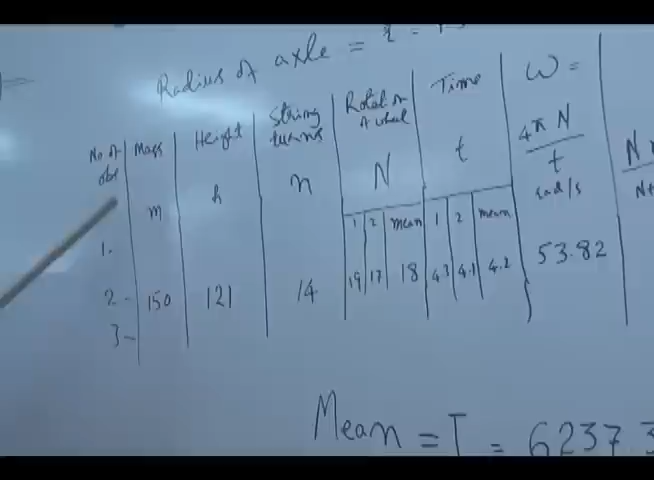 Radius of axle = r =
No of obs | Mass m | Height h | String turns n | Rotation of wheel N | Time t | ω = 4πN / t rad/s | N
1 | 2 | mean | 1 | 2 | mean
1.
2 - 150 | 121 | 14 | 19 | 17 | 18 | 4.3 | 4.1 | 4.2 | 53.82
3 -
Mean = I = 6237.3